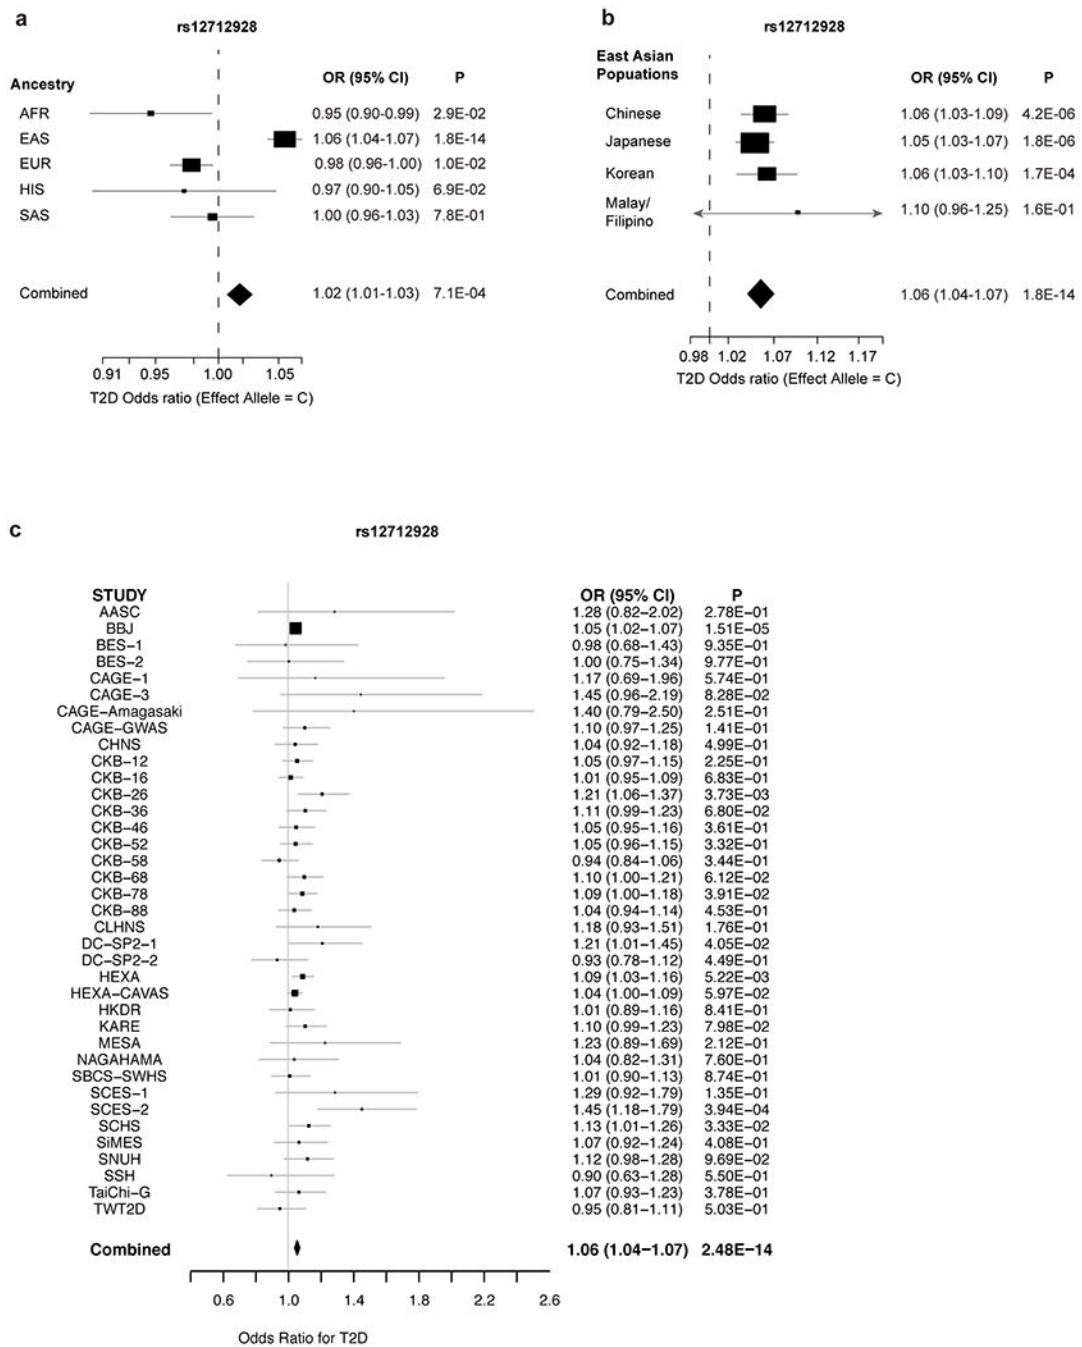 a
rs12712928
Ancestry OR (95% CI) P
AFR 0.95 (0.90-0.99) 2.9E-02
EAS 1.06 (1.04-1.07) 1.8E-14
EUR 0.98 (0.96-1.00) 1.0E-02
HIS 0.97 (0.90-1.05) 6.9E-02
SAS 1.00 (0.96-1.03) 7.8E-01
Combined 1.02 (1.01-1.03) 7.1E-04
0.91 0.95 1.00 1.05
T2D Odds ratio (Effect Allele = C)
b
rs12712928
East Asian
Popuations OR (95% CI) P
Chinese 1.06 (1.03-1.09) 4.2E-06
Japanese 1.05 (1.03-1.07) 1.8E-06
Korean 1.06 (1.03-1.10) 1.7E-04
Malay/
Filipino 1.10 (0.96-1.25) 1.6E-01
Combined 1.06 (1.04-1.07) 1.8E-14
0.98 1.02 1.07 1.12 1.17
T2D Odds ratio (Effect Allele = C)
c
rs12712928
STUDY OR (95% CI) P
AASC 1.28 (0.82−2.02) 2.78E−01
BBJ 1.05 (1.02−1.07) 1.51E−05
BES−1 0.98 (0.68−1.43) 9.35E−01
BES−2 1.00 (0.75−1.34) 9.77E−01
CAGE−1 1.17 (0.69−1.96) 5.74E−01
CAGE−3 1.45 (0.96−2.19) 8.28E−02
CAGE−Amagasaki 1.40 (0.79−2.50) 2.51E−01
CAGE−GWAS 1.10 (0.97−1.25) 1.41E−01
CHNS 1.04 (0.92−1.18) 4.99E−01
CKB−12 1.05 (0.97−1.15) 2.25E−01
CKB−16 1.01 (0.95−1.09) 6.83E−01
CKB−26 1.21 (1.06−1.37) 3.73E−03
CKB−36 1.11 (0.99−1.23) 6.80E−02
CKB−46 1.05 (0.95−1.16) 3.61E−01
CKB−52 1.05 (0.96−1.15) 3.32E−01
CKB−58 0.94 (0.84−1.06) 3.44E−01
CKB−68 1.10 (1.00−1.21) 6.12E−02
CKB−78 1.09 (1.00−1.18) 3.91E−02
CKB−88 1.04 (0.94−1.14) 4.53E−01
CLHNS 1.18 (0.93−1.51) 1.76E−01
DC−SP2−1 1.21 (1.01−1.45) 4.05E−02
DC−SP2−2 0.93 (0.78−1.12) 4.49E−01
HEXA 1.09 (1.03−1.16) 5.22E−03
HEXA−CAVAS 1.04 (1.00−1.09) 5.97E−02
HKDR 1.01 (0.89−1.16) 8.41E−01
KARE 1.10 (0.99−1.23) 7.98E−02
MESA 1.23 (0.89−1.69) 2.12E−01
NAGAHAMA 1.04 (0.82−1.31) 7.60E−01
SBCS−SWHS 1.01 (0.90−1.13) 8.74E−01
SCES−1 1.29 (0.92−1.79) 1.35E−01
SCES−2 1.45 (1.18−1.79) 3.94E−04
SCHS 1.13 (1.01−1.26) 3.33E−02
SiMES 1.07 (0.92−1.24) 4.08E−01
SNUH 1.12 (0.98−1.28) 9.69E−02
SSH 0.90 (0.63−1.28) 5.50E−01
TaiChi−G 1.07 (0.93−1.23) 3.78E−01
TWT2D 0.95 (0.81−1.11) 5.03E−01
Combined 1.06 (1.04−1.07) 2.48E−14
0.6 1.0 1.4 1.8 2.2 2.6
Odds Ratio for T2D